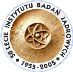 50-LECIE INSTYTUTU BADAŃ JĄDROWYCH
1955-2005